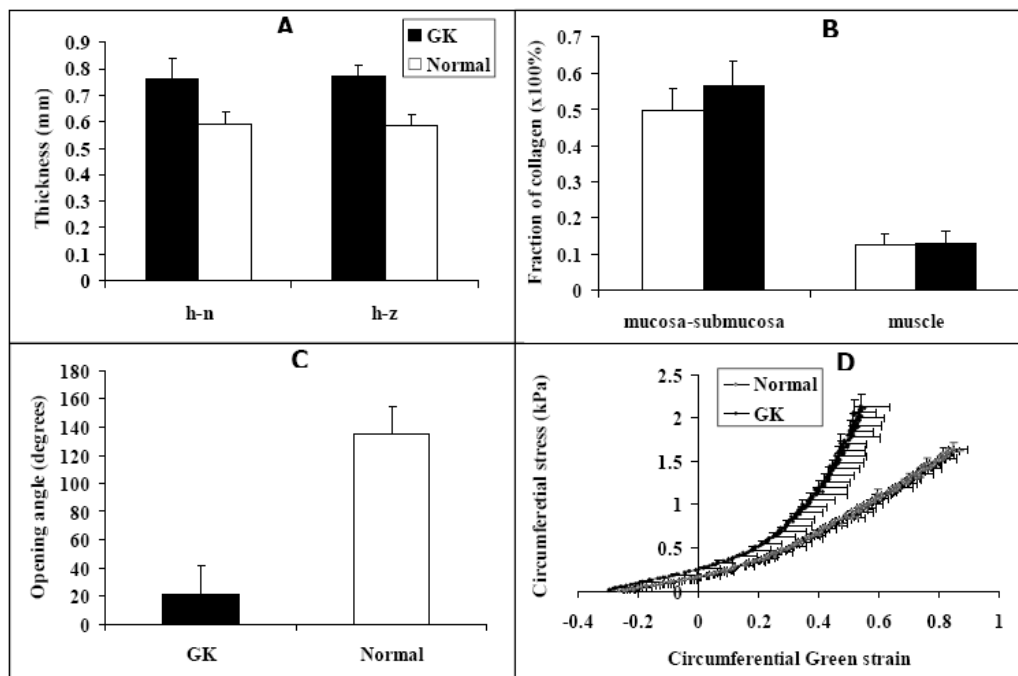 A
GK
Normal
Thickness (mm)
0.9
0.8
0.7
0.6
0.5
0.4
0.3
0.2
0.1
0
h-n
h-z
B
Fraction of collagen (x100%)
0.7
0.6
0.5
0.4
0.3
0.2
0.1
0
mucosa-submucosa
muscle
C
Opening angle (degrees)
180
160
140
120
100
80
60
40
20
0
GK
Normal
D
Normal
GK
Circumferetial stress (kPa)
2.5
2
1.5
1
0.5
0
-0.4
-0.2
0
0.2
0.4
0.6
0.8
1
Circumferential Green strain